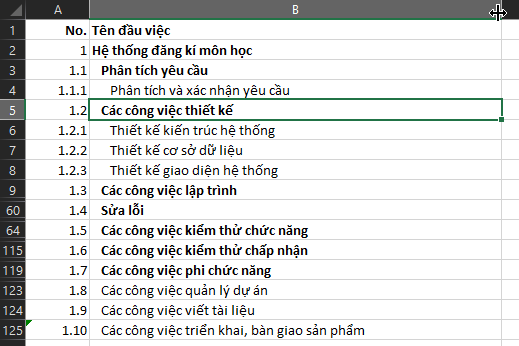 A B
1 No. Tên đầu việc
2 1 Hệ thống đăng kí môn học
3 1.1 Phân tích yêu cầu
4 1.1.1 Phân tích và xác nhận yêu cầu
5 1.2 Các công việc thiết kế
6 1.2.1 Thiết kế kiến trúc hệ thống
7 1.2.2 Thiết kế cơ sở dữ liệu
8 1.2.3 Thiết kế giao diện hệ thống
9 1.3 Các công việc lập trình
60 1.4 Sửa lỗi
64 1.5 Các công việc kiểm thử chức năng
115 1.6 Các công việc kiểm thử chấp nhận
119 1.7 Các công việc phi chức năng
123 1.8 Các công việc quản lý dự án
124 1.9 Các công việc viết tài liệu
125 1.10 Các công việc triển khai, bàn giao sản phẩm